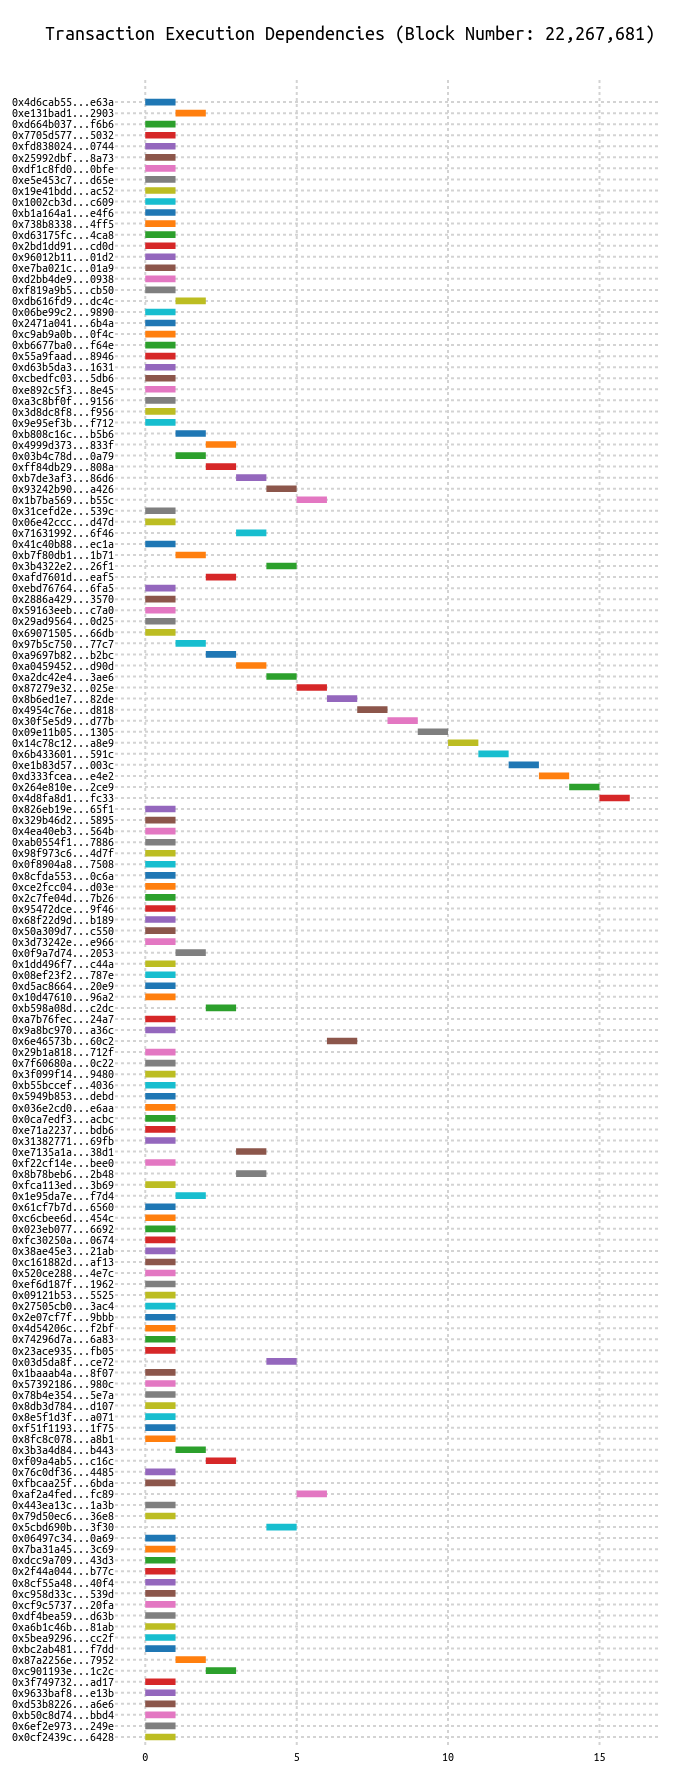 Transaction Execution Dependencies (Block Number: 22,267,681)
0x4d6cab55...e63a
0xe131bad1...2903
0xd664b037...f6b6
0x7705d577...5032
0xfd838024...0744
0x25992dbf...8a73
0xdf1c8fd0...0bfe
0xe5e453c7...d65e
0x19e41bdd...ac52
0x1002cb3d...c609
0xb1a164a1...e4f6
0x738b8338...4ff5
0xd63175fc...4ca8
0x2bd1dd91...cd0d
0x96012b11...01d2
0xe7ba021c...01a9
0xd2bb4de9...0938
0xf819a9b5...cb50
0xdb616fd9...dc4c
0x06be99c2...9890
0x2471a041...6b4a
0xc9ab9a0b...0f4c
0xb6677ba0...f64e
0x55a9faad...8946
0xd63b5da3...1631
0xcbedfc03...5db6
0xe892c5f3...8e45
0xa3c8bf0f...9156
0x3d8dc8f8...f956
0x9e95ef3b...f712
0xb808c16c...b5b6
0x4999d373...833f
0x03b4c78d...0a79
0xff84db29...808a
0xb7de3af3...86d6
0x93242b90...a426
0x1b7ba569...b55c
0x31cefd2e...539c
0x06e42ccc...d47d
0x71631992...6f46
0x41c40b88...ec1a
0xb7f80db1...1b71
0x3b4322e2...26f1
0xafd7601d...eaf5
0xebd76764...6fa5
0x2886a429...3570
0x59163eeb...c7a0
0x29ad9564...0d25
0x69071505...66db
0x97b5c750...77c7
0xa9697b82...b2bc
0xa0459452...d90d
0xa2dc42e4...3ae6
0x87279e32...025e
0x8b6ed1e7...82de
0x4954c76e...d818
0x30f5e5d9...d77b
0x09e11b05...1305
0x14c78c12...a8e9
0x6b433601...591c
0xe1b83d57...003c
0xd333fcea...e4e2
0x264e810e...2ce9
0x4d8fa8d1...fc33
0x826eb19e...65f1
0x329b46d2...5895
0x4ea40eb3...564b
0xab0554f1...7886
0x98f973c6...4d7f
0x0f8904a8...7508
0x8cfda553...0c6a
0xce2fcc04...d03e
0x2c7fe04d...7b26
0x95472dce...9f46
0x68f22d9d...b189
0x50a309d7...c550
0x3d73242e...e966
0x0f9a7d74...2053
0x1dd496f7...c44a
0x08ef23f2...787e
0xd5ac8664...20e9
0x10d47610...96a2
0xb598a08d...c2dc
0xa7b76fec...24a7
0x9a8bc970...a36c
0x6e46573b...60c2
0x29b1a818...712f
0x7f60680a...0c22
0x3f099f14...9480
0xb55bccef...4036
0x5949b853...debd
0x036e2cd0...e6aa
0x0ca7edf3...acbc
0xe71a2237...bdb6
0x31382771...69fb
0xe7135a1a...38d1
0xf22cf14e...bee0
0x8b78beb6...2b48
0xfca113ed...3b69
0x1e95da7e...f7d4
0x61cf7b7d...6560
0xc6cbee6d...454c
0x023eb077...6692
0xfc30250a...0674
0x38ae45e3...21ab
0xc161882d...af13
0x520ce288...4e7c
0xef6d187f...1962
0x09121b53...5525
0x27505cb0...3ac4
0x2e07cf7f...9bbb
0x4d54206c...f2bf
0x74296d7a...6a83
0x23ace935...fb05
0x03d5da8f...ce72
0x1baaab4a...8f07
0x57392186...980c
0x78b4e354...5e7a
0x8db3d784...d107
0x8e5f1d3f...a071
0xf51f1193...1f75
0x8fc8c078...a8b1
0x3b3a4d84...b443
0xf09a4ab5...c16c
0x76c0df36...4485
0xfbcaa25f...6bda
0xaf2a4fed...fc89
0x443ea13c...1a3b
0x79d50ec6...36e8
0x5cbd690b...3f30
0x06497c34...0a69
0x7ba31a45...3c69
0xdcc9a709...43d3
0x2f44a044...b77c
0x8cf55a48...40f4
0xc958d33c...539d
0xcf9c5737...20fa
0xdf4bea59...d63b
0xa6b1c46b...81ab
0x5bea9296...cc2f
0xbc2ab481...f7dd
0x87a2256e...7952
0xc901193e...1c2c
0x3f749732...ad17
0x9633baf8...e13b
0xd53b8226...a6e6
0xb50c8d74...bbd4
0x6ef2e973...249e
0x0cf2439c...6428
0 5 10 15